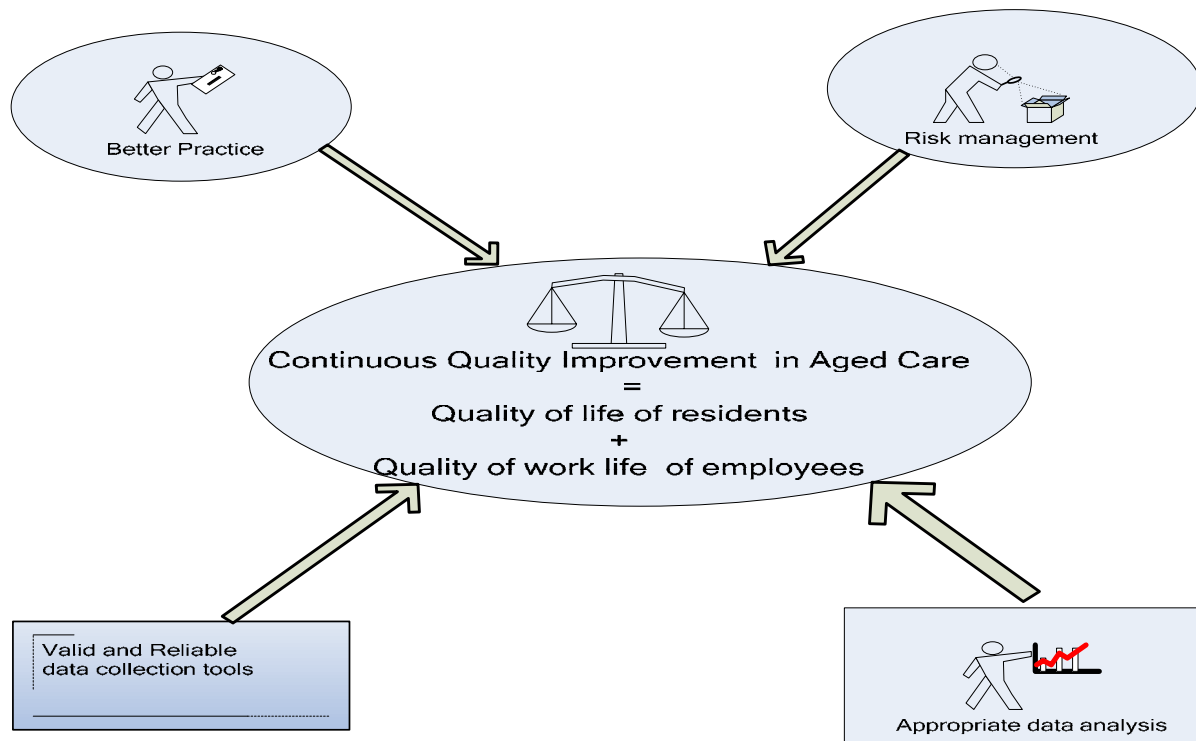 Better Practice
Risk management
Continuous Quality Improvement in Aged Care
=
Quality of life of residents
+
Quality of work life of employees
Valid and Reliable
data collection tools
Appropriate data analysis